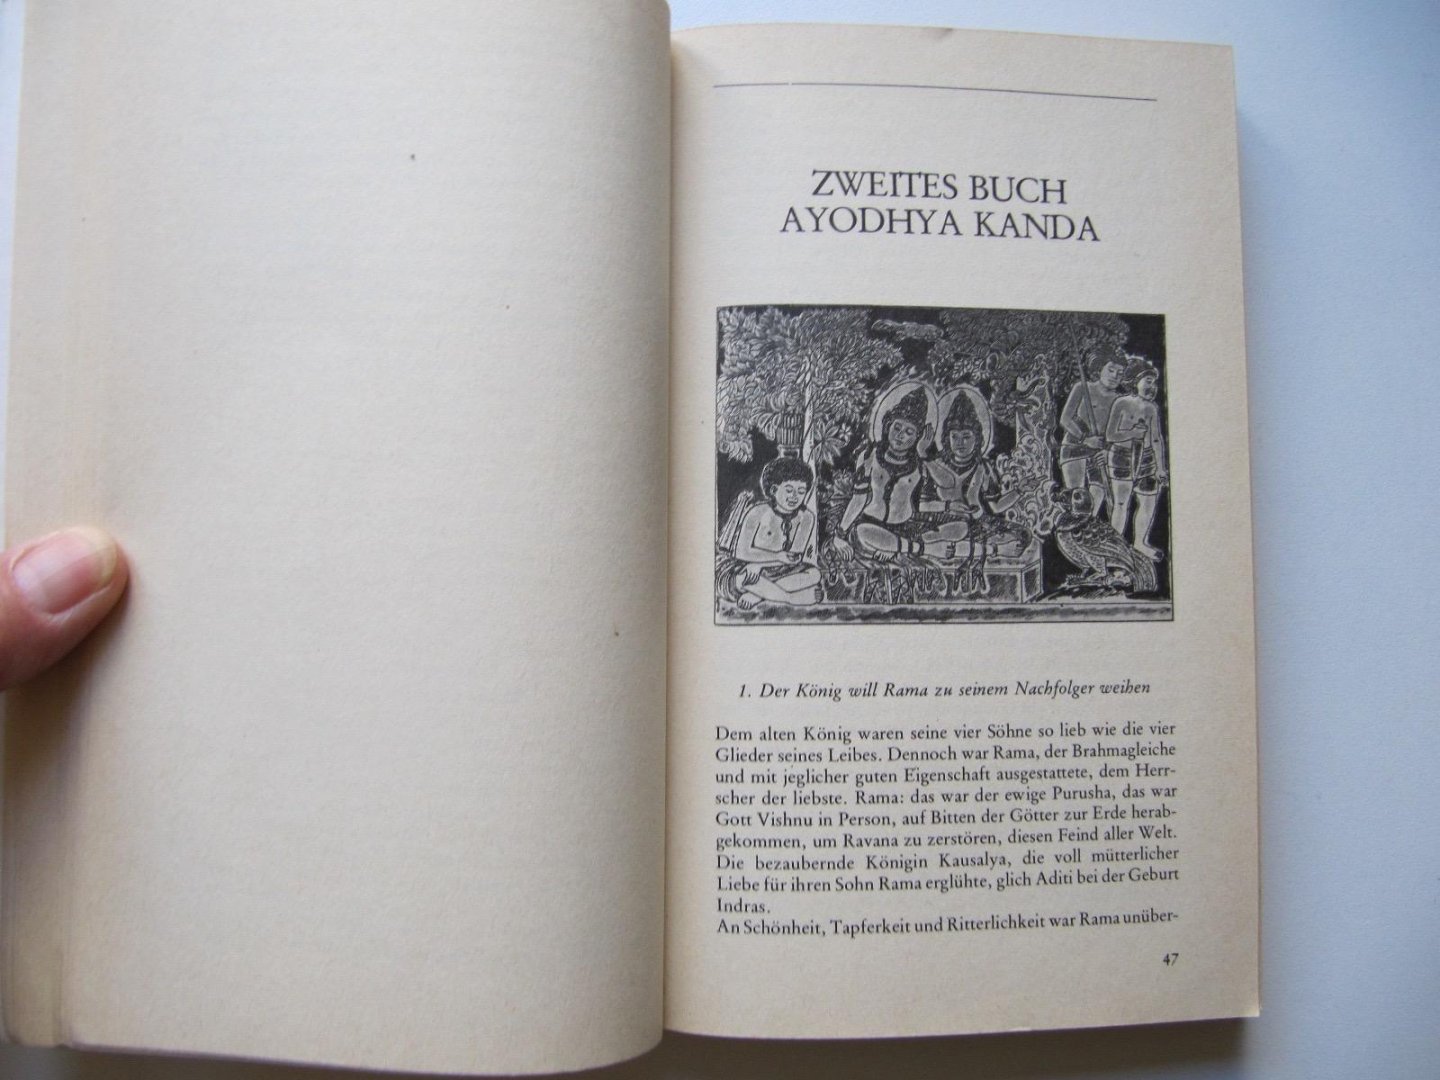 ZWEITES BUCH
AYODHYA KANDA
1. Der König will Rama zu seinem Nachfolger weihen
Dem alten König waren seine vier Söhne so lieb wie die vier
Glieder seines Leibes. Dennoch war Rama, der Brahmagleiche
und mit jeglicher guten Eigenschaft ausgestattete, dem Herr-
scher der liebste. Rama: das war der ewige Purusha, das war
Gott Vishnu in Person, auf Bitten der Götter zur Erde herab-
gekommen, um Ravana zu zerstören, diesen Feind aller Welt.
Die bezaubernde Königin Kausalya, die voll mütterlicher
Liebe für ihren Sohn Rama erglühte, glich Aditi bei der Geburt
Indras.
An Schönheit, Tapferkeit und Ritterlichkeit war Rama unüber-
47